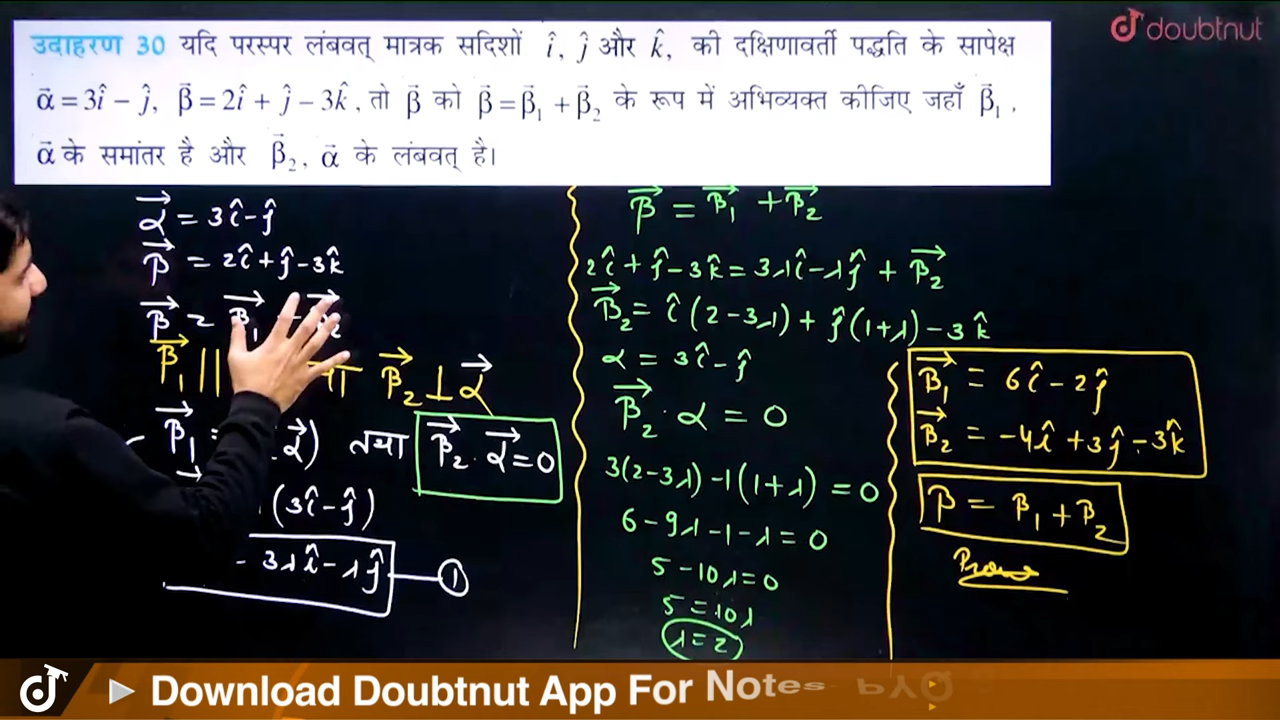 उदाहरण 30 यदि परस्पर लंबवत् मात्रक सदिशों î, ĵ और k̂, की दक्षिणावर्ती पद्धति के सापेक्ष
α⃗ = 3î − ĵ, β⃗ = 2î + ĵ − 3k̂, तो β⃗ को β⃗ = β⃗₁ + β⃗₂ के रूप में अभिव्यक्त कीजिए जहाँ β⃗₁,
α⃗ के समांतर है और β⃗₂, α⃗ के लंबवत् है।
doubtnut
α⃗ = 3î − ĵ
β⃗ = 2î + ĵ − 3k̂
β⃗ = β⃗₁
β⃗₁ || β⃗₂ ⊥ α⃗
β⃗₁ = α⃗) तथा β⃗₂ · α⃗ = 0
(3î − ĵ)
3λî − λĵ — ①
β⃗ = β⃗₁ + β⃗₂
2î + ĵ − 3k̂ = 3λî − λĵ + β⃗₂
β⃗₂ = î(2 − 3λ) + ĵ(1 + λ) − 3k̂
α = 3î − ĵ
β⃗₂ · α = 0
3(2 − 3λ) − 1(1 + λ) = 0
6 − 9λ − 1 − λ = 0
5 − 10λ = 0
5 = 10λ
λ = 2
β⃗₁ = 6î − 2ĵ
β⃗₂ = −4î + 3ĵ − 3k̂
β = β₁ + β₂
Download Doubtnut App For Notes